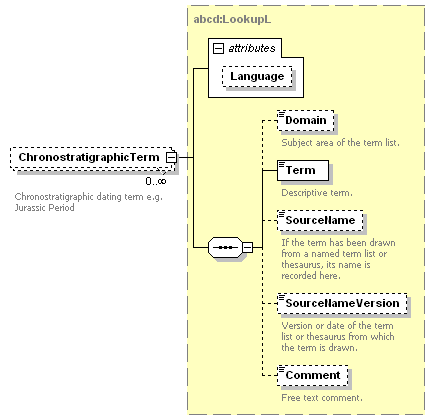 abcd:LookupL
attributes
Language
ChronostratigraphicTerm
0..∞
Chronostratigraphic dating term e.g.
Jurassic Period
Domain
Subject area of the term list.
Term
Descriptive term.
SourceName
If the term has been drawn
from a named term list or
thesaurus, its name is
recorded here.
SourceNameVersion
Version or date of the term
list or thesaurus from which
the term is drawn.
Comment
Free text comment.